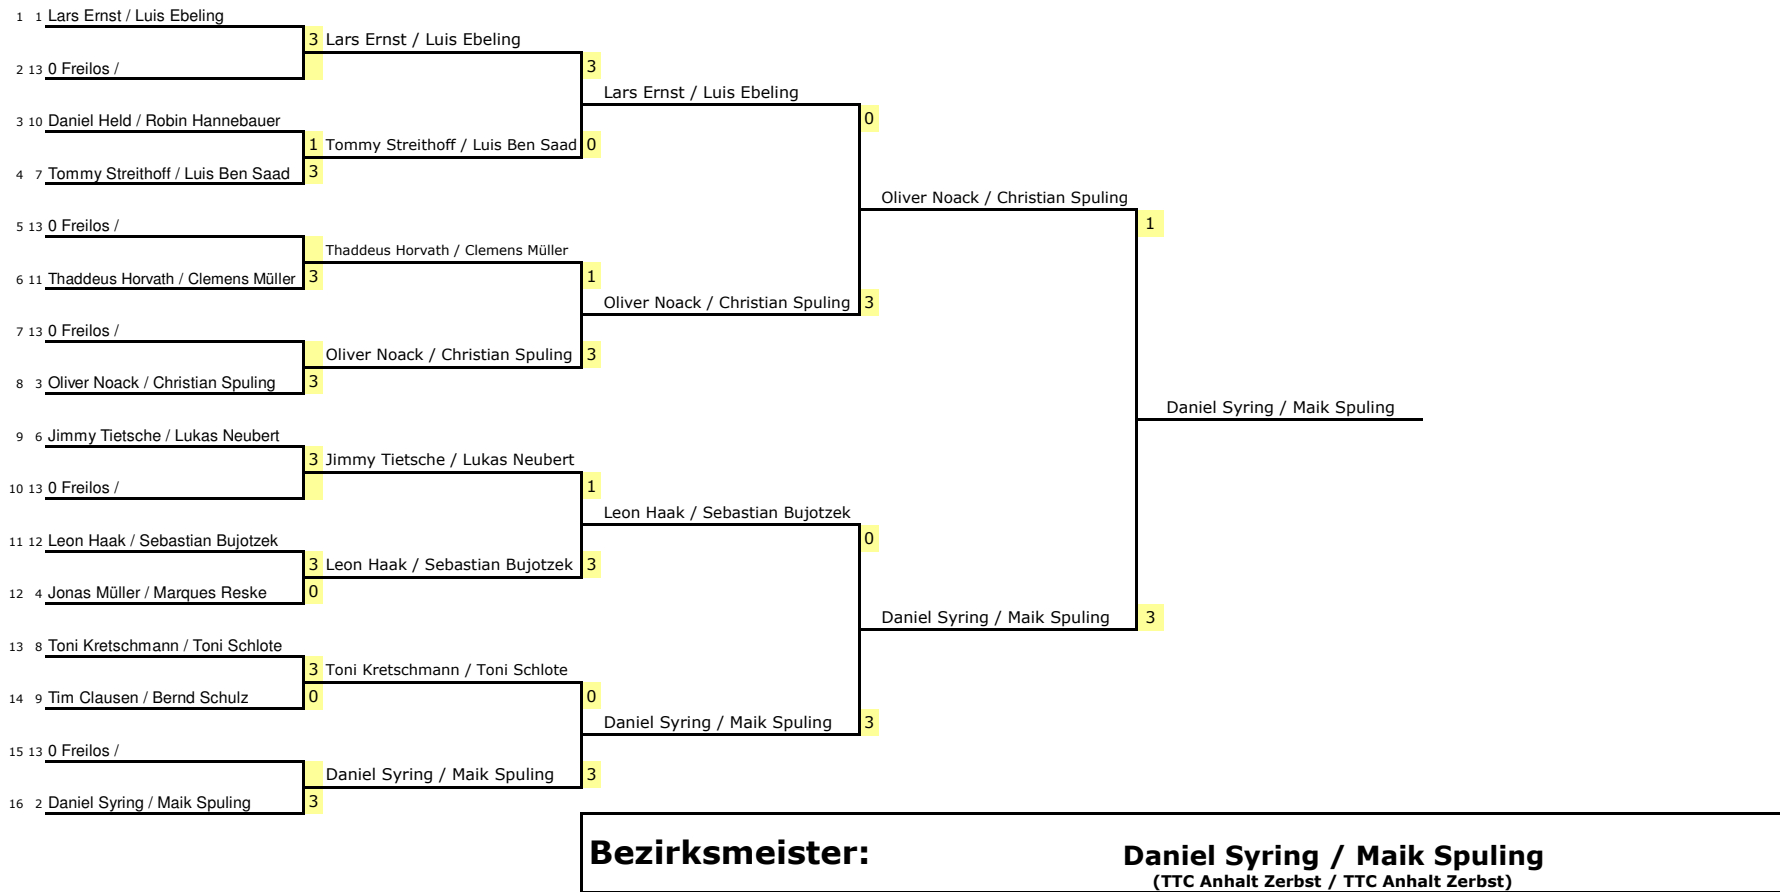 1 1 Lars Ernst / Luis Ebeling
3 Lars Ernst / Luis Ebeling
2 13 0 Freilos /
3
Lars Ernst / Luis Ebeling
3 10 Daniel Held / Robin Hannebauer
0
1 Tommy Streithoff / Luis Ben Saad 0
4 7 Tommy Streithoff / Luis Ben Saad 3
Oliver Noack / Christian Spuling
5 13 0 Freilos /
1
Thaddeus Horvath / Clemens Müller
6 11 Thaddeus Horvath / Clemens Müller 3
1
Oliver Noack / Christian Spuling 3
7 13 0 Freilos /
Oliver Noack / Christian Spuling 3
8 3 Oliver Noack / Christian Spuling 3
Daniel Syring / Maik Spuling
9 6 Jimmy Tietsche / Lukas Neubert
3 Jimmy Tietsche / Lukas Neubert
10 13 0 Freilos /
1
Leon Haak / Sebastian Bujotzek
11 12 Leon Haak / Sebastian Bujotzek
0
3 Leon Haak / Sebastian Bujotzek 3
12 4 Jonas Müller / Marques Reske 0
Daniel Syring / Maik Spuling 3
13 8 Toni Kretschmann / Toni Schlote
3 Toni Kretschmann / Toni Schlote
14 9 Tim Clausen / Bernd Schulz 0
0
Daniel Syring / Maik Spuling 3
15 13 0 Freilos /
Daniel Syring / Maik Spuling 3
16 2 Daniel Syring / Maik Spuling 3
Bezirksmeister: Daniel Syring / Maik Spuling
(TTC Anhalt Zerbst / TTC Anhalt Zerbst)